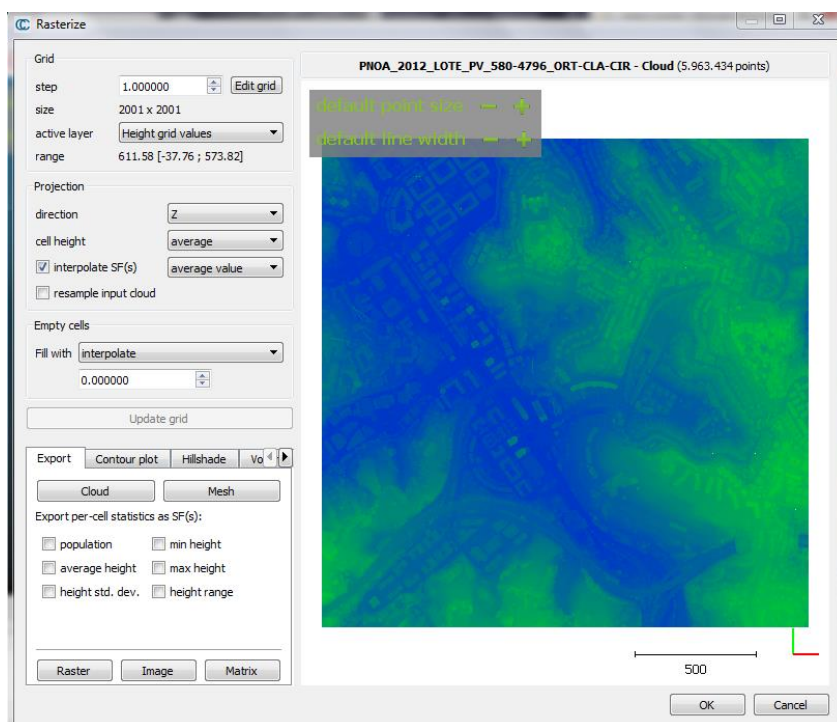 Rasterize
Grid
step 1.000000 Edit grid
size 2001 x 2001
active layer Height grid values
range 611.58 [-37.76 ; 573.82]
Projection
direction Z
cell height average
interpolate SF(s) average value
resample input cloud
Empty cells
Fill with interpolate
0.000000
Update grid
Export Contour plot Hillshade Vo
Cloud Mesh
Export per-cell statistics as SF(s):
population min height
average height max height
height std. dev. height range
Raster Image Matrix
PNOA_2012_LOTE_PV_580-4796_ORT-CLA-CIR - Cloud (5.963.434 points)
default point size − +
default line width − +
500
OK Cancel